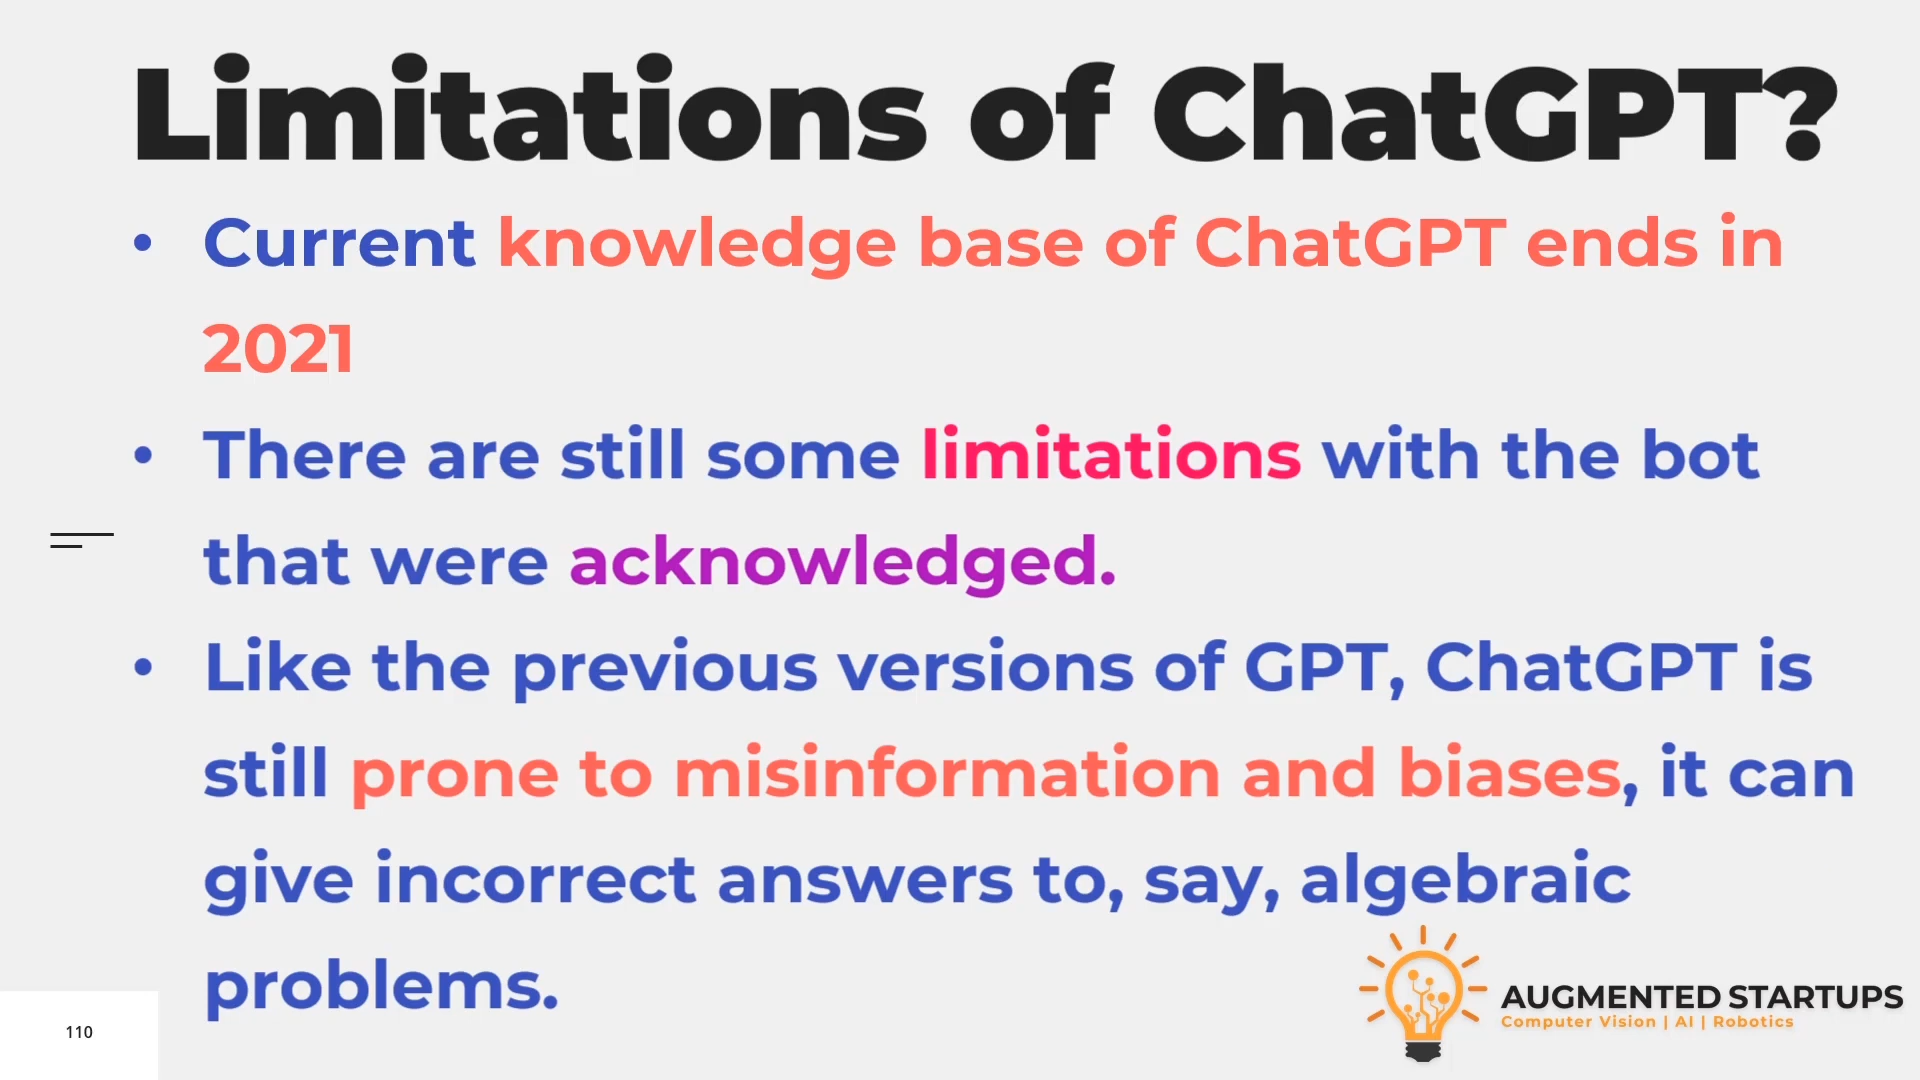 Limitations of ChatGPT?
• Current knowledge base of ChatGPT ends in
2021
• There are still some limitations with the bot
that were acknowledged.
• Like the previous versions of GPT, ChatGPT is
still prone to misinformation and biases, it can
give incorrect answers to, say, algebraic
problems.
AUGMENTED STARTUPS
Computer Vision | AI | Robotics
110